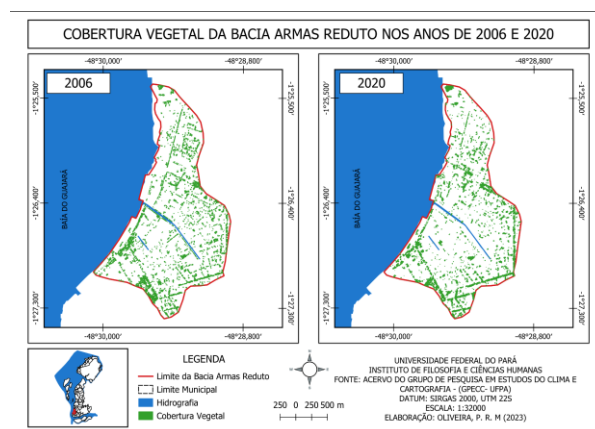 COBERTURA VEGETAL DA BACIA ARMAS REDUTO NOS ANOS DE 2006 E 2020
-48°30,000' -48°28,800'
2006
-1°25,500'
-1°26,400'
-1°27,300'
BAÍA DO GUAJARÁ
-1°25,500'
-1°26,400'
-1°27,300'
-48°30,000' -48°28,800'
-48°30,000' -48°28,800'
2020
-1°25,500'
-1°26,400'
-1°27,300'
BAÍA DO GUAJARÁ
-1°25,500'
-1°26,400'
-1°27,300'
-48°30,000' -48°28,800'
LEGENDA
Limite da Bacia Armas Reduto
Limite Municipal
Hidrografia
Cobertura Vegetal
250 0 250 500 m
UNIVERSIDADE FEDERAL DO PARÁ
INSTITUTO DE FILOSOFIA E CIÊNCIAS HUMANAS
FONTE: ACERVO DO GRUPO DE PESQUISA EM ESTUDOS DO CLIMA E
CARTOGRAFIA - (GPECC- UFPA)
DATUM: SIRGAS 2000, UTM 22S
ESCALA: 1:32000
ELABORAÇÃO: OLIVEIRA, P. R. M (2023)